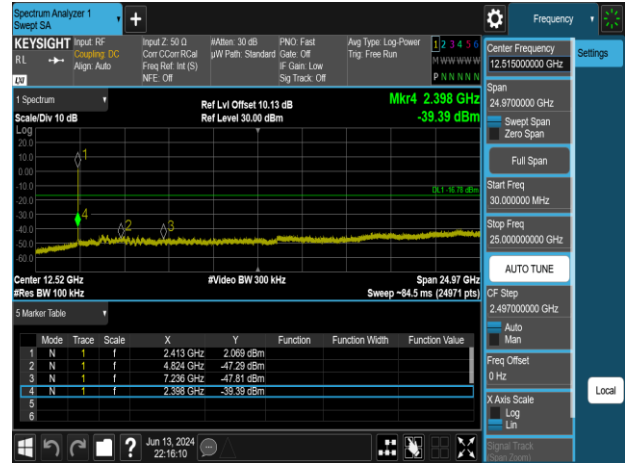 Spectrum Analyzer 1
Swept SA
Frequency
KEYSIGHT
RL
LXI
Input: RF
Coupling: DC
Align: Auto
Input Z: 50 Ω
Corr CCorr RCal
Freq Ref: Int (S)
NFE: Off
#Atten: 30 dB
µW Path: Standard
PNO: Fast
Gate: Off
IF Gain: Low
Sig Track: Off
Avg Type: Log-Power
Trig: Free Run
1 2 3 4 5 6
M W W W W W
P N N N N N
Center Frequency
12.515000000 GHz
Settings
Span
24.9700000 GHz
Swept Span
Zero Span
Full Span
Start Freq
30.000000 MHz
Stop Freq
25.000000000 GHz
AUTO TUNE
CF Step
2.497000000 GHz
Auto
Man
Freq Offset
0 Hz
X Axis Scale
Log
Lin
Signal Track
(Span Zoom)
Local
1 Spectrum
Scale/Div 10 dB
Ref Lvl Offset 10.13 dB
Ref Level 30.00 dBm
Mkr4 2.398 GHz
-39.39 dBm
Log
20.0
10.0
0.00
-10.0
-20.0
-30.0
-40.0
-50.0
-60.0
1
DL1 -16.78 dBm
4
2
3
Center 12.52 GHz
#Video BW 300 kHz
Span 24.97 GHz
#Res BW 100 kHz
Sweep ~84.5 ms (24971 pts)
5 Marker Table
Mode Trace Scale X Y Function Function Width Function Value
1 N 1 f 2.413 GHz 2.069 dBm
2 N 1 f 4.824 GHz -47.29 dBm
3 N 1 f 7.236 GHz -47.81 dBm
4 N 1 f 2.398 GHz -39.39 dBm
5
6
?
Jun 13, 2024
22:16:10